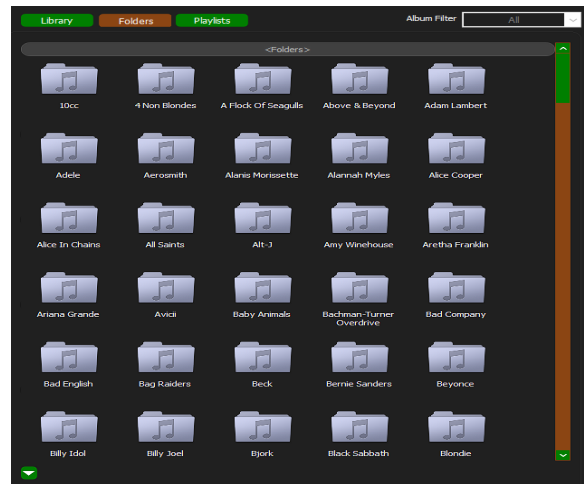 Library Folders Playlists Album Filter All
<Folders>
10cc 4 Non Blondes A Flock Of Seagulls Above & Beyond Adam Lambert
Adele Aerosmith Alanis Morissette Alannah Myles Alice Cooper
Alice In Chains All Saints Alt-J Amy Winehouse Aretha Franklin
Ariana Grande Avicii Baby Animals Bachman-Turner Bad Company
Overdrive
Bad English Bag Raiders Beck Bernie Sanders Beyonce
Billy Idol Billy Joel Bjork Black Sabbath Blondie